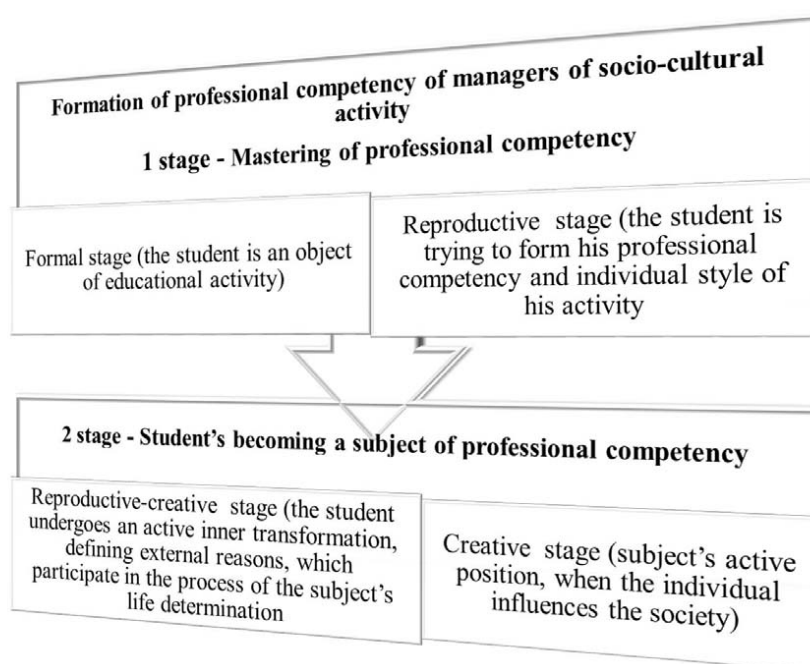 Formation of professional competency of managers of socio-cultural
activity
1 stage - Mastering of professional competency
Formal stage (the student is an object
of educational activity)
Reproductive stage (the student is
trying to form his professional
competency and individual style of
his activity
2 stage - Student's becoming a subject of professional competency
Reproductive-creative stage (the student
undergoes an active inner transformation,
defining external reasons, which
participate in the process of the subject's
life determination
Creative stage (subject's active
position, when the individual
influences the society)